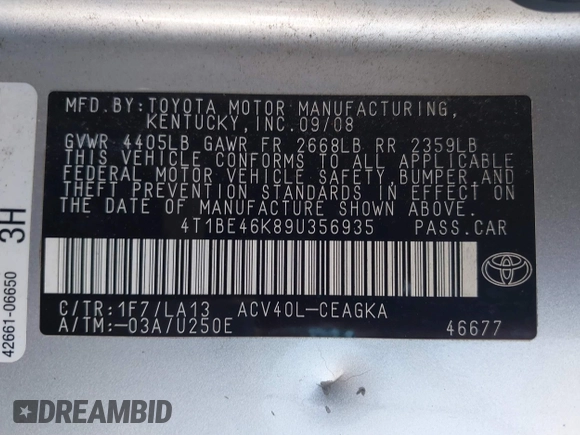 MFD.BY:TOYOTA MOTOR MANUFACTURING,
KENTUCKY,INC.09/08
GVWR 4405LB GAWR FR 2668LB RR 2359LB
THIS VEHICLE CONFORMS TO ALL APPLICABLE
FEDERAL MOTOR VEHICLE SAFETY, BUMPER AND
THEFT PREVENTION STANDARDS IN EFFECT ON
THE DATE OF MANUFACTURE SHOWN ABOVE.
4T1BE46K89U356935 PASS.CAR
C/TR:1F7/LA13 ACV40L-CEAGKA
A/TM:-03A/U250E 46677
3H
42661-06650
DREAMBID